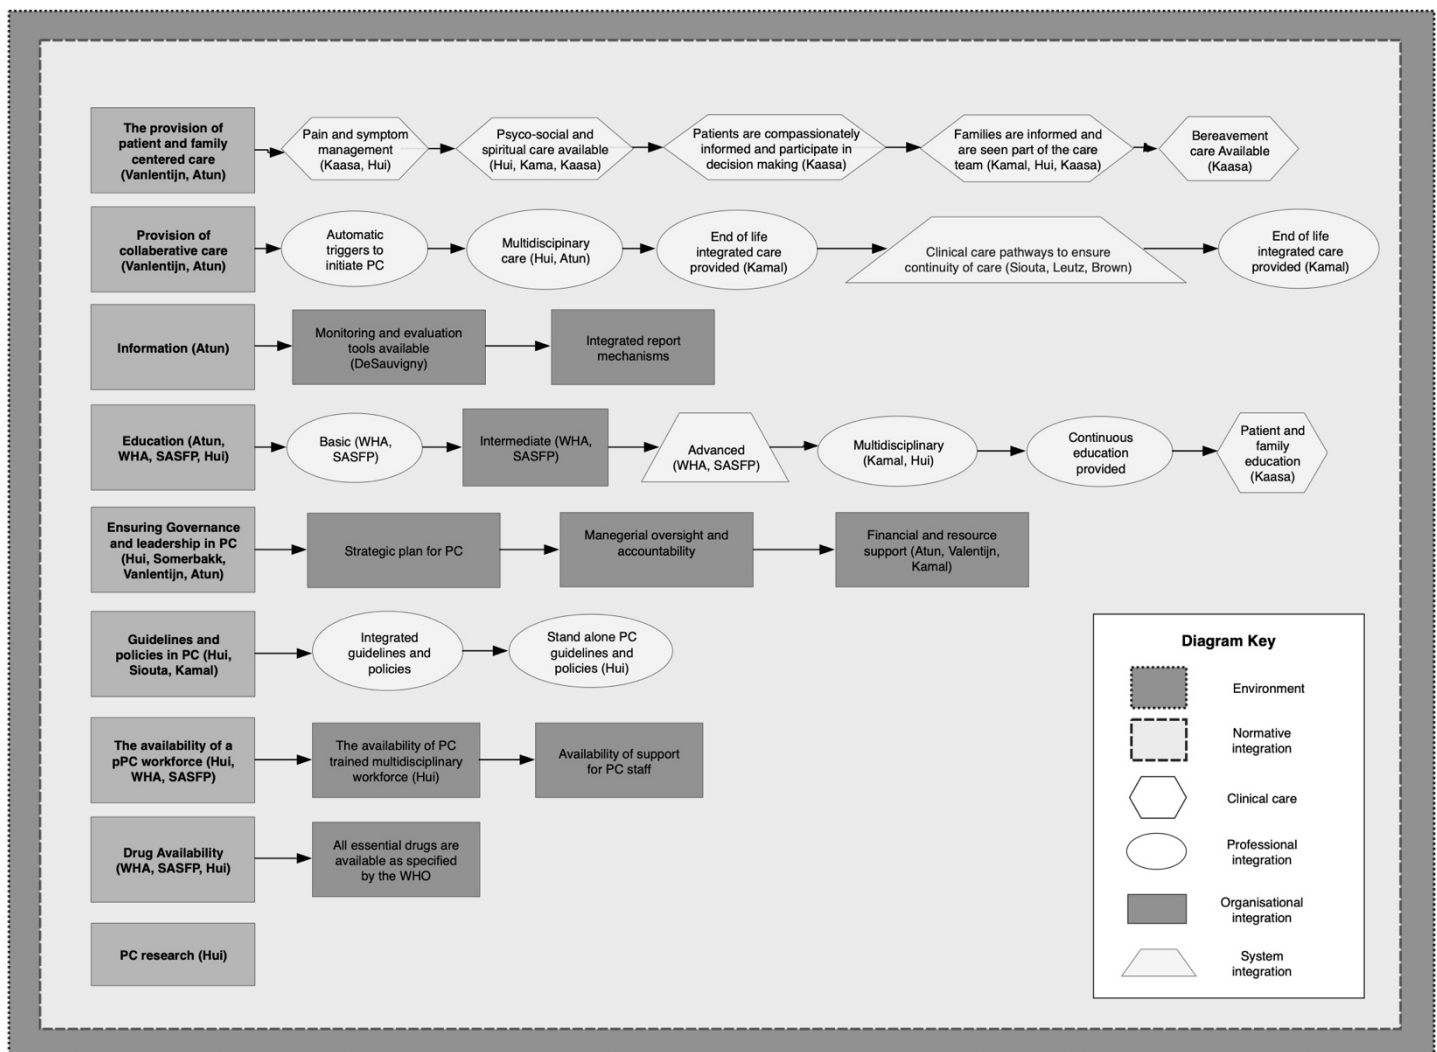 The provision of
patient and family
centered care
(Vanlentijn, Atun)
Pain and symptom
management
(Kaasa, Hui)
Psyco-social and
spiritual care available
(Hui, Kama, Kaasa)
Patients are compassionately
informed and participate in
decision making (Kaasa)
Families are informed and
are seen part of the care
team (Kamal, Hui, Kaasa)
Bereavement
care Available
(Kaasa)
Provision of
collaberative care
(Vanlentijn, Atun)
Automatic
triggers to
initiate PC
Multidiscipinary
care (Hui, Atun)
End of life
integrated care
provided (Kamal)
Clinical care pathways to ensure
continuity of care (Siouta, Leutz, Brown)
End of life
integrated care
provided (Kamal)
Information (Atun)
Monitoring and evaluation
tools available
(DeSauvigny)
Integrated report
mechanisms
Education (Atun,
WHA, SASFP, Hui)
Basic (WHA,
SASFP)
Intermediate (WHA,
SASFP)
Advanced
(WHA, SASFP)
Multidisciplinary
(Kamal, Hui)
Continuous
education
provided
Patient and
family
education
(Kaasa)
Ensuring Governance
and leadership in PC
(Hui, Somerbakk,
Vanlentijn, Atun)
Strategic plan for PC
Manegerial oversight and
accountability
Financial and resource
support (Atun, Valentijn,
Kamal)
Guidelines and
policies in PC (Hui,
Siouta, Kamal)
Integrated
guidelines and
policies
Stand alone PC
guidelines and
policies (Hui)
The availability of a
pPC workforce (Hui,
WHA, SASFP)
The availability of PC
trained multidisciplinary
workforce (Hui)
Availability of support
for PC staff
Drug Availability
(WHA, SASFP, Hui)
All essential drugs are
available as specified
by the WHO
PC research (Hui)
Diagram Key
Environment
Normative
integration
Clinical care
Professional
integration
Organisational
integration
System
integration